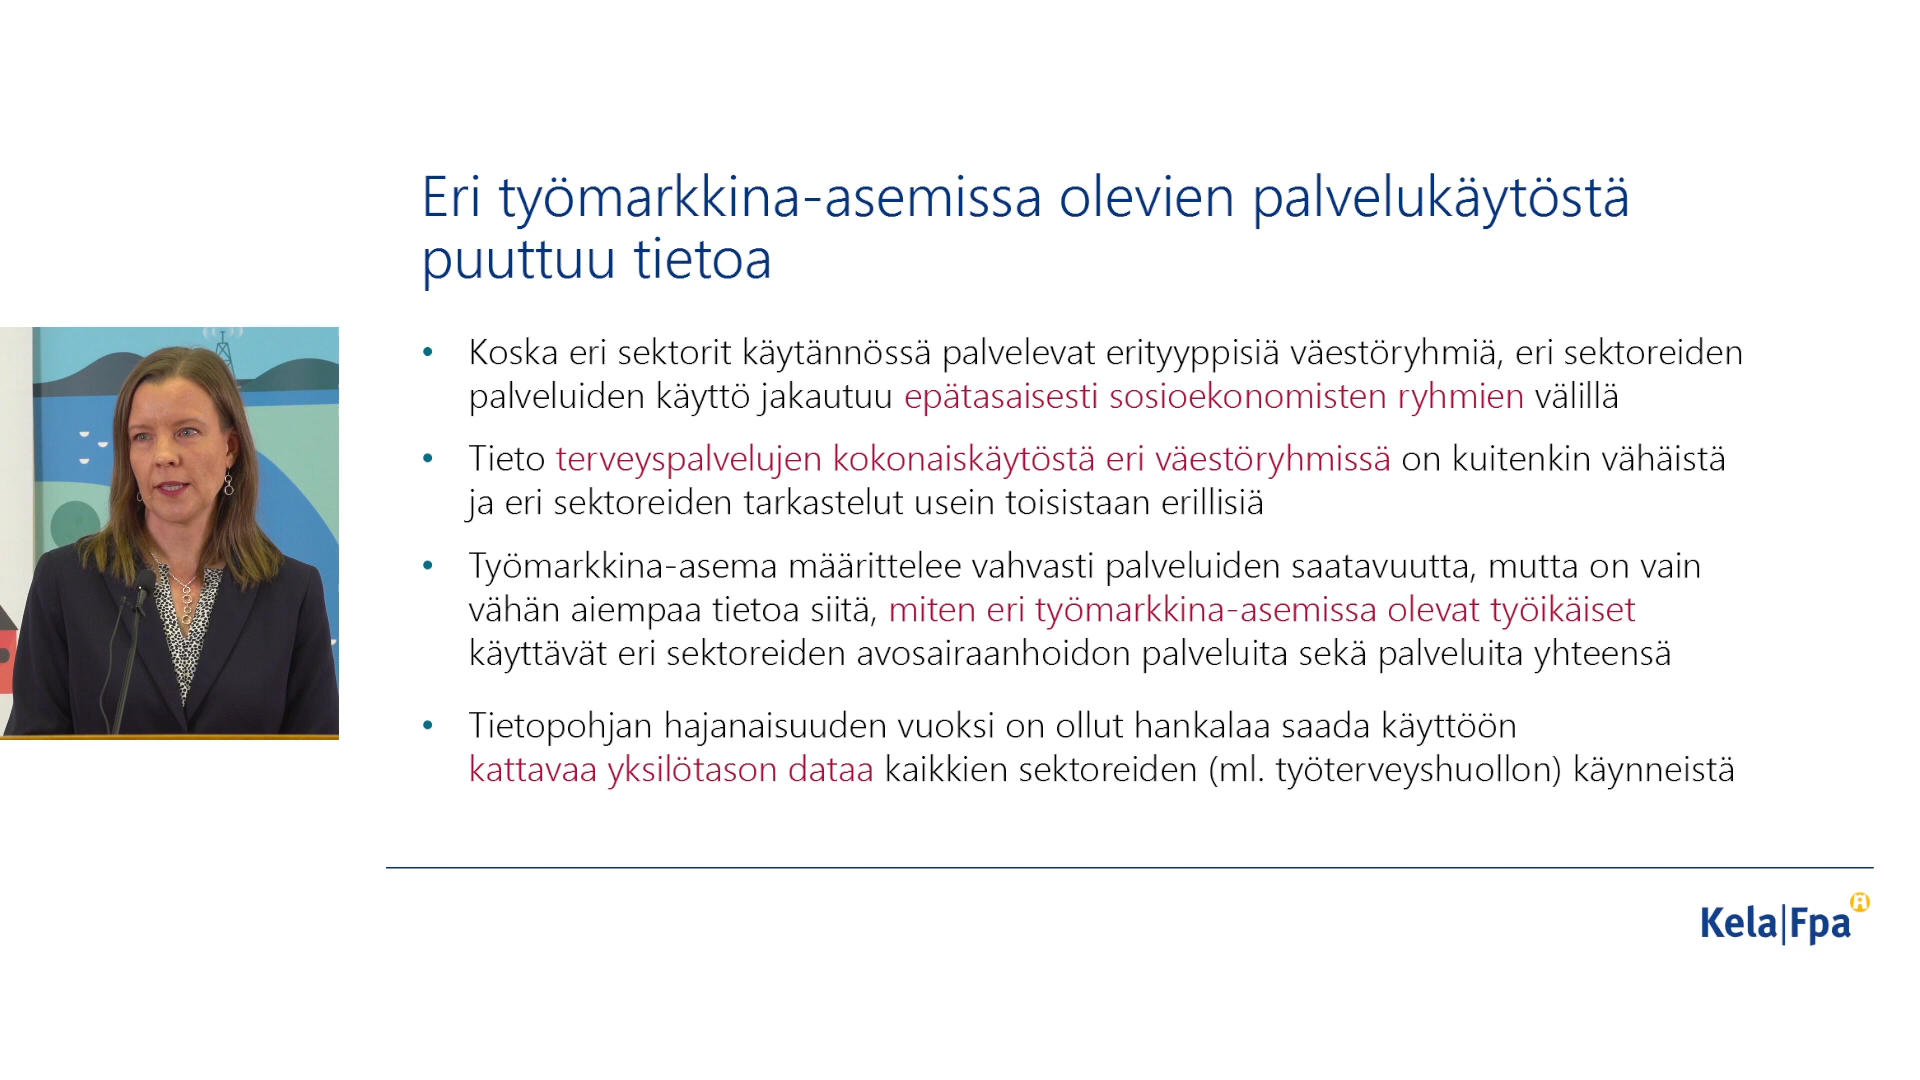 Eri työmarkkina-asemissa olevien palvelukäytöstä
puuttuu tietoa
• Koska eri sektorit käytännössä palvelevat erityyppisiä väestöryhmiä, eri sektoreiden
palveluiden käyttö jakautuu epätasaisesti sosioekonomisten ryhmien välillä
• Tieto terveyspalvelujen kokonaiskäytöstä eri väestöryhmissä on kuitenkin vähäistä
ja eri sektoreiden tarkastelut usein toisistaan erillisiä
• Työmarkkina-asema määrittelee vahvasti palveluiden saatavuutta, mutta on vain
vähän aiempaa tietoa siitä, miten eri työmarkkina-asemissa olevat työikäiset
käyttävät eri sektoreiden avosairaanhoidon palveluita sekä palveluita yhteensä
• Tietopohjan hajanaisuuden vuoksi on ollut hankalaa saada käyttöön
kattavaa yksilötason dataa kaikkien sektoreiden (ml. työterveyshuollon) käynneistä
Kela|Fpa